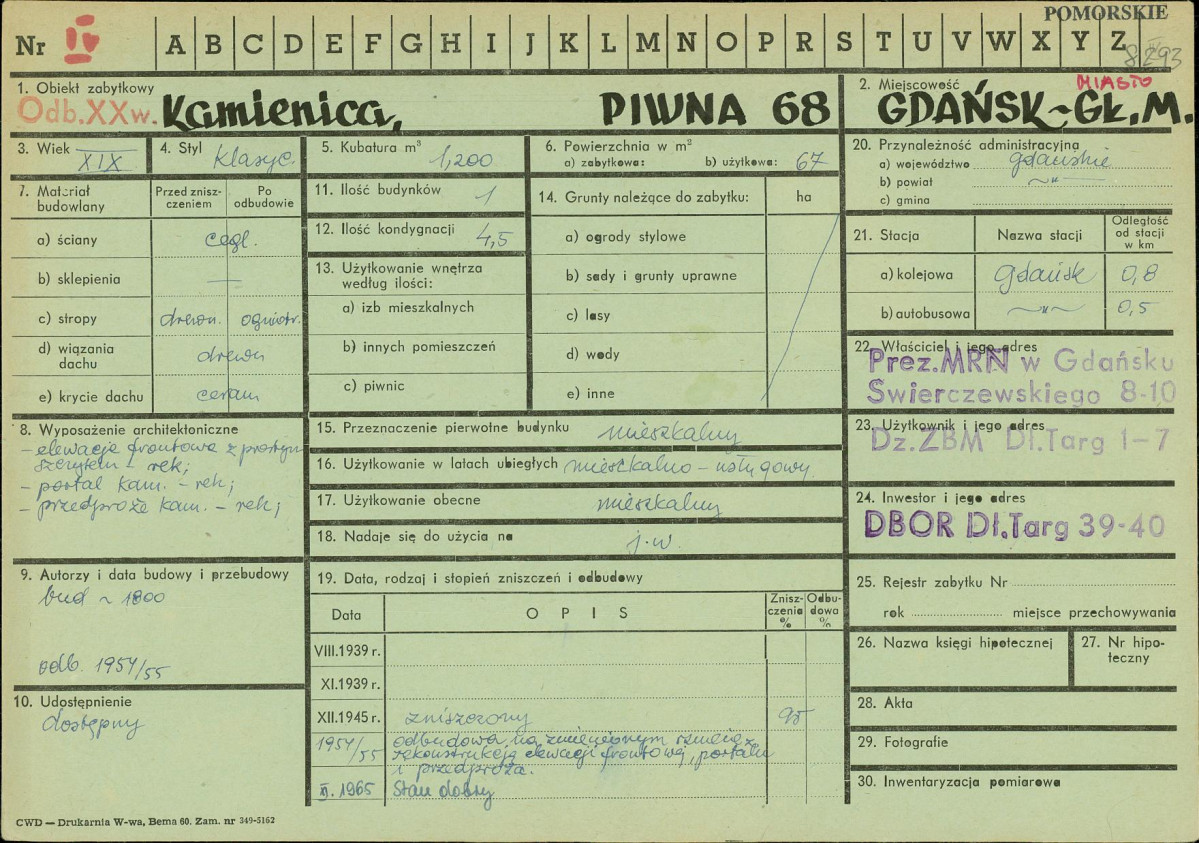 POMORSKIE
Nr IV A B C D E F G H I J K L M N O P R S T U V W X Y Z
1. Obiekt zabytkowy
Odb. XX w. Kamienica, PIWNA 68
2. Miejscowość MIASTO
GDAŃSK-GŁ.M.
3. Wiek XIX
4. Styl klasyc.
5. Kubatura m³ 1,200
6. Powierzchnia w m²
a) zabytkowa: b) użytkowa: 67
7. Materiał budowlany
Przed zniszczeniem
Po odbudowie
a) ściany cegl.
b) sklepienia —
c) stropy drewn. ogniotr.
d) wiązania dachu drewn
e) krycie dachu ceram
8. Wyposażenie architektoniczne
- elewacja frontowa z prostym
szczytem - rek;
- portal kam. - rek;
- przedproże kam. - rek;
9. Autorzy i data budowy i przebudowy
bud ~ 1800
odb. 1954/55
10. Udostępnienie
dostępny
11. Ilość budynków 1
12. Ilość kondygnacji 4,5
13. Użytkowanie wnętrza
według ilości:
a) izb mieszkalnych
b) innych pomieszczeń
c) piwnic
14. Grunty należące do zabytku: ha
a) ogrody stylowe
b) sady i grunty uprawne
c) lasy
d) wody
e) inne
15. Przeznaczenie pierwotne budynku mieszkalny
16. Użytkowanie w latach ubiegłych mieszkalno - usługowy
17. Użytkowanie obecne mieszkalny
18. Nadaje się do użycia na j.w.
19. Data, rodzaj i stopień zniszczeń i odbudowy
Data OPIS Zniszczenia % Odbudowa %
VIII.1939 r.
XI.1939 r.
XII.1945 r. zniszczony 95
1954/55 odbudowa na zmienionym rzucie z
rekonstrukcją elewacji frontowej, portalu
i przedproża.
II. 1965 Stan dobry
20. Przynależność administracyjna
a) województwo gdańskie
b) powiat —"—
c) gmina
21. Stacja Nazwa stacji Odległość od stacji w km
a) kolejowa Gdańsk 0,8
b) autobusowa —"— 0,5
22. Właściciel i jego adres
Prez.MRN w Gdańsku
Swierczewskiego 8-10
23. Użytkownik i jego adres
Dz.ZBM Dl.Targ 1-7
24. Inwestor i jego adres
DBOR Dł.Targ 39-40
25. Rejestr zabytku Nr
rok miejsce przechowywania
26. Nazwa księgi hipotecznej
27. Nr hipoteczny
28. Akta
29. Fotografie
30. Inwentaryzacja pomiarowa
CWD — Drukarnia W-wa, Bema 60. Zam. nr 349-5162